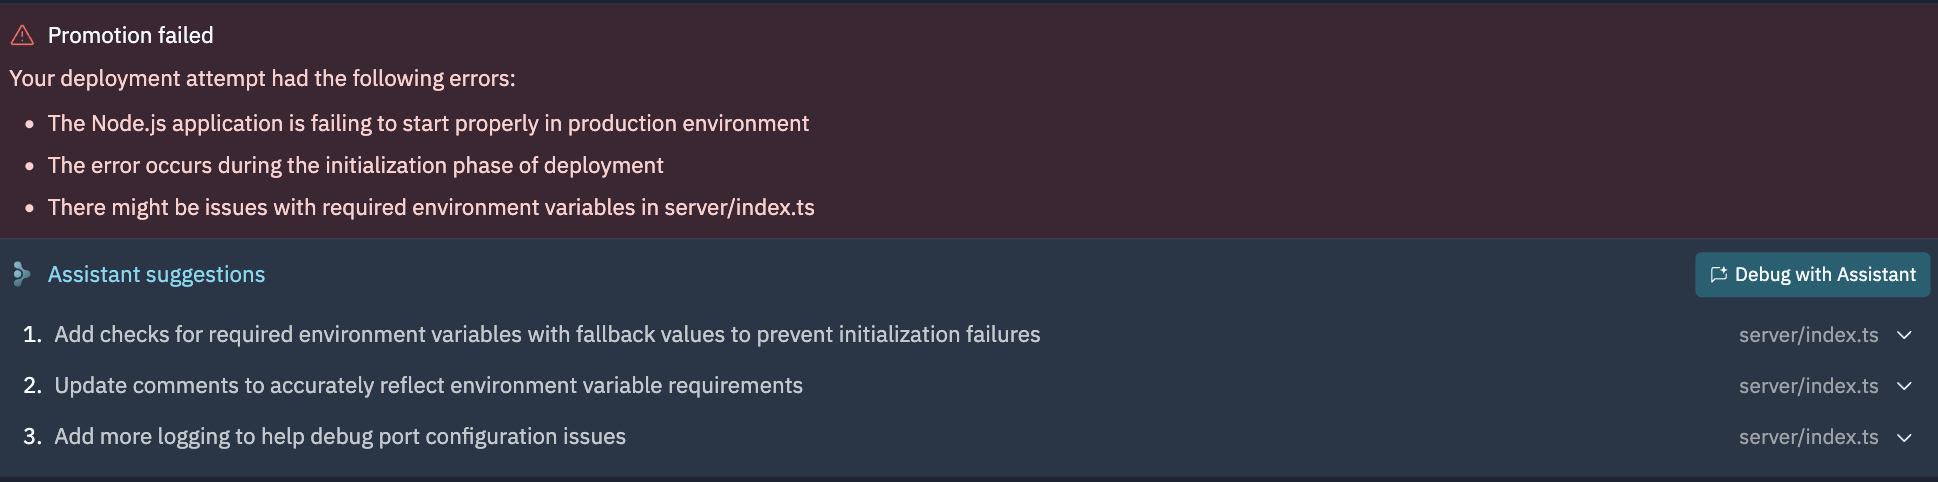 Promotion failed
Your deployment attempt had the following errors:
• The Node.js application is failing to start properly in production environment
• The error occurs during the initialization phase of deployment
• There might be issues with required environment variables in server/index.ts
Assistant suggestions
Debug with Assistant
1. Add checks for required environment variables with fallback values to prevent initialization failures server/index.ts
2. Update comments to accurately reflect environment variable requirements server/index.ts
3. Add more logging to help debug port configuration issues server/index.ts